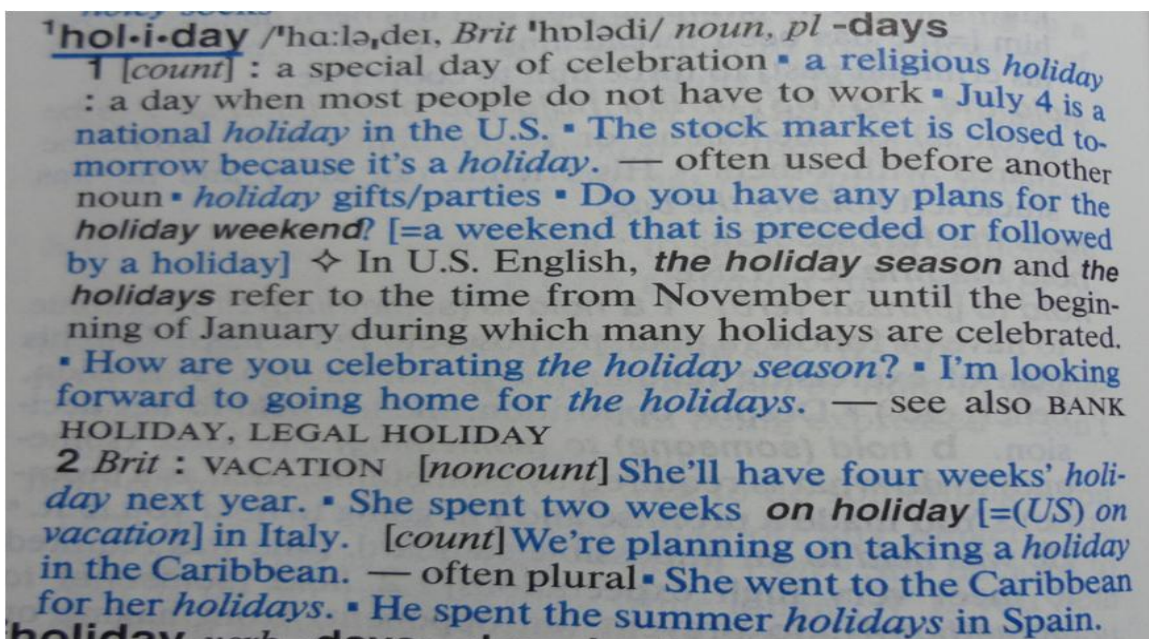 ¹hol•i•day /ˈhɑːləˌdeɪ, Brit ˈhɒlədi/ noun, pl -days
1 [count] : a special day of celebration ▪ a religious holiday
: a day when most people do not have to work ▪ July 4 is a
national holiday in the U.S. ▪ The stock market is closed to-
morrow because it's a holiday. — often used before another
noun ▪ holiday gifts/parties ▪ Do you have any plans for the
holiday weekend? [=a weekend that is preceded or followed
by a holiday] ✧ In U.S. English, the holiday season and the
holidays refer to the time from November until the begin-
ning of January during which many holidays are celebrated.
▪ How are you celebrating the holiday season? ▪ I'm looking
forward to going home for the holidays. — see also BANK
HOLIDAY, LEGAL HOLIDAY
2 Brit : VACATION [noncount] She'll have four weeks' holi-
day next year. ▪ She spent two weeks on holiday [=(US) on
vacation] in Italy. [count] We're planning on taking a holiday
in the Caribbean. — often plural ▪ She went to the Caribbean
for her holidays. ▪ He spent the summer holidays in Spain.
holiday verb